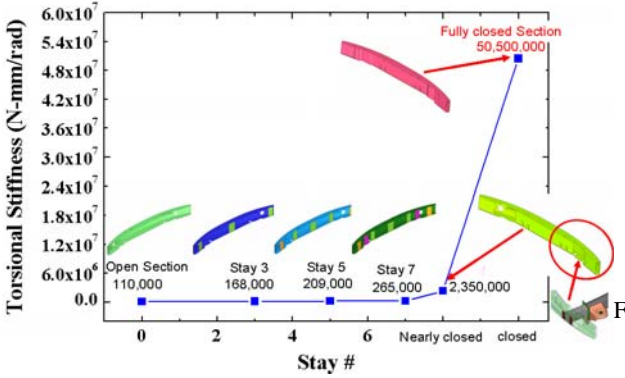 Torsional Stiffness (N-mm/rad)
6.0x10⁷
5.4x10⁷
4.8x10⁷
4.2x10⁷
3.6x10⁷
3.0x10⁷
2.4x10⁷
1.8x10⁷
1.2x10⁷
6.0x10⁶
0.0
Fully closed Section
50,500,000
Open Section
110,000
Stay 3
168,000
Stay 5
209,000
Stay 7
265,000
2,350,000
F
0 2 4 6 Nearly closed closed
Stay #